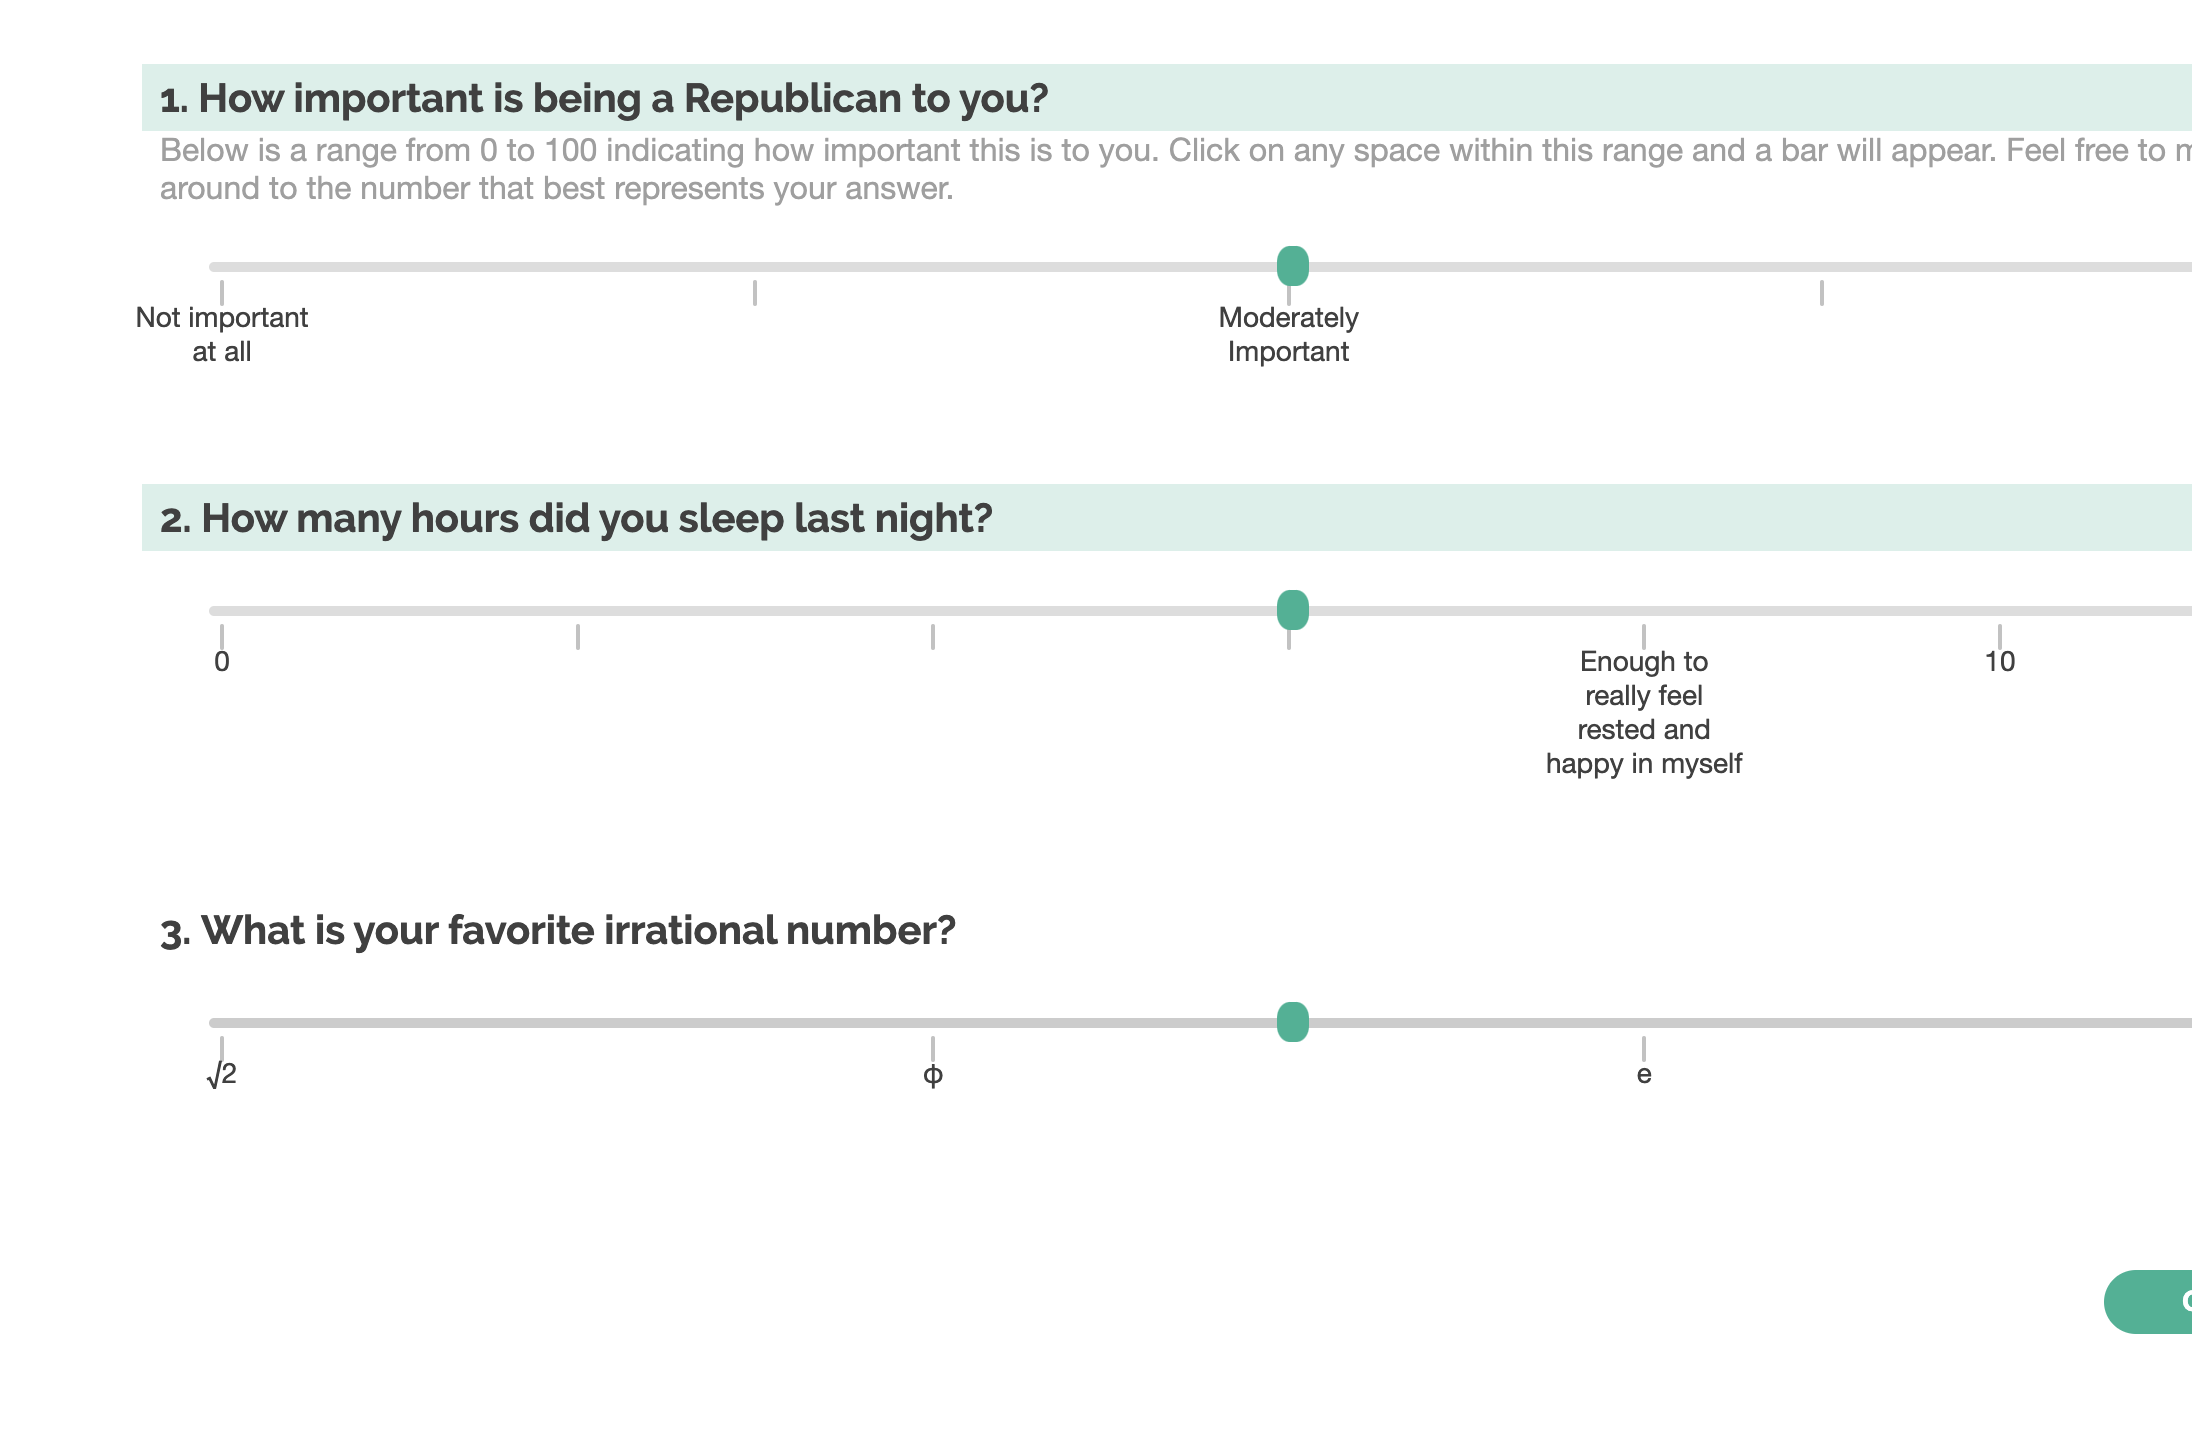 1. How important is being a Republican to you?
Below is a range from 0 to 100 indicating how important this is to you. Click on any space within this range and a bar will appear. Feel free to
around to the number that best represents your answer.
Not important
at all
Moderately
Important
2. How many hours did you sleep last night?
0
Enough to
really feel
rested and
happy in myself
10
3. What is your favorite irrational number?
√2
Φ
e